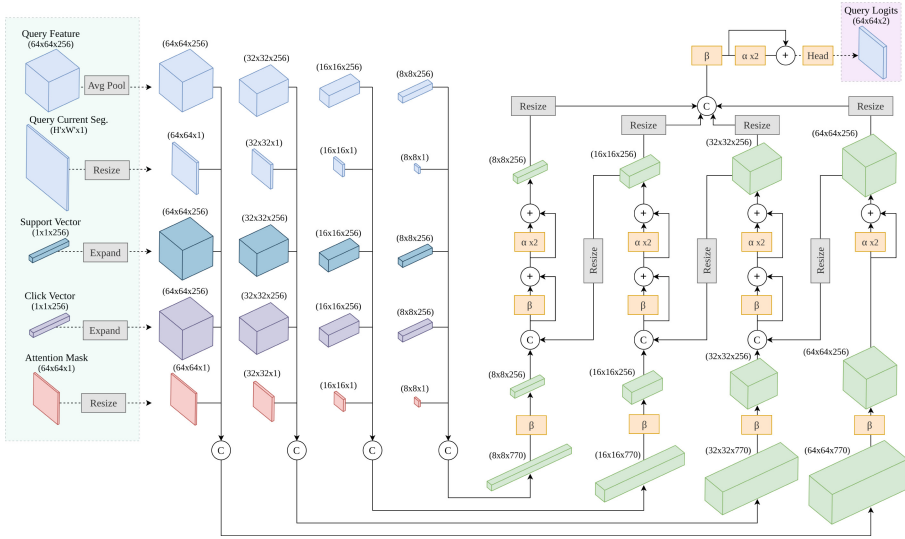 Query Feature
(64x64x256)
Avg Pool
Query Current Seg.
(H'xW'x1)
Resize
Support Vector
(1x1x256)
Expand
Click Vector
(1x1x256)
Expand
Attention Mask
(64x64x1)
Resize
(64x64x256)
(32x32x256)
(16x16x256)
(8x8x256)
(64x64x1)
(32x32x1)
(16x16x1)
(8x8x1)
(64x64x256)
(32x32x256)
(16x16x256)
(8x8x256)
(64x64x256)
(32x32x256)
(16x16x256)
(8x8x256)
(64x64x1)
(32x32x1)
(16x16x1)
(8x8x1)
C
C
C
C
Query Logits
(64x64x2)
β
α x2
+
Head
C
Resize
Resize
Resize
Resize
(8x8x256)
(16x16x256)
(32x32x256)
(64x64x256)
+
+
+
+
α x2
α x2
α x2
α x2
Resize
Resize
Resize
+
+
+
β
β
β
C
C
C
(8x8x256)
(16x16x256)
(32x32x256)
(64x64x256)
β
β
β
β
(8x8x770)
(16x16x770)
(32x32x770)
(64x64x770)